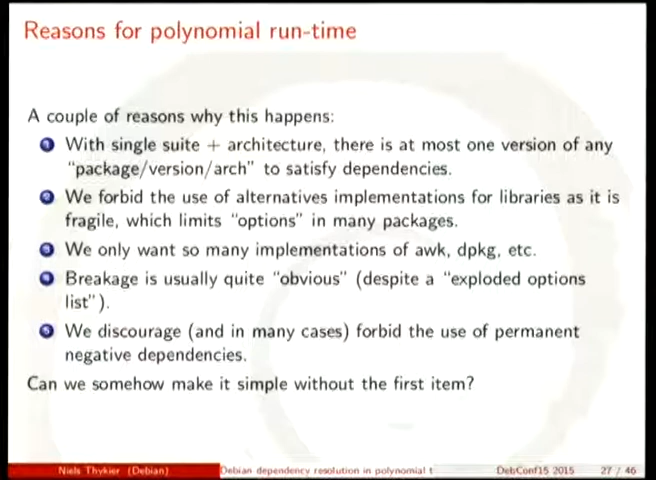 Reasons for polynomial run-time
A couple of reasons why this happens:
1 With single suite + architecture, there is at most one version of any
"package/version/arch" to satisfy dependencies.
2 We forbid the use of alternatives implementations for libraries as it is
fragile, which limits "options" in many packages.
3 We only want so many implementations of awk, dpkg, etc.
4 Breakage is usually quite "obvious" (despite a "exploded options
list").
5 We discourage (and in many cases) forbid the use of permanent
negative dependencies.
Can we somehow make it simple without the first item?
Niels Thykier (Debian) Debian dependency resolution in polynomial t DebConf15 2015 27 / 46